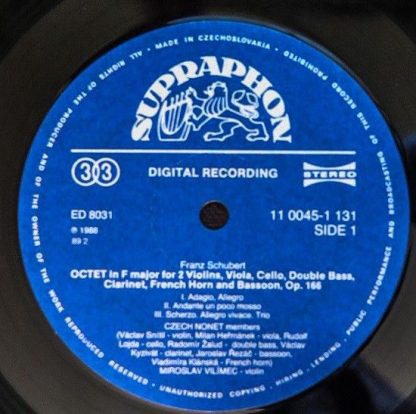 • MADE IN CZECHOSLOVAKIA • ALL RIGHTS OF THE PRODUCER AND OF THE OWNER OF THE WORK REPRODUCED RESERVED • UNAUTHORIZED COPYING • HIRING • LENDING • PUBLIC PERFORMANCE AND BROADCASTING OF THIS RECORD PROHIBITED
SUPRAPHON
33 DIGITAL RECORDING STEREO
ED 8031 11 0045-1 131
℗ 1988 SIDE 1
89 2
Franz Schubert
OCTET in F major for 2 Violins, Viola, Cello, Double Bass,
Clarinet, French Horn and Bassoon, Op. 166
I. Adagio, Allegro
II. Andante un poco mosso
III. Scherzo. Allegro vivace. Trio
CZECH NONET members
(Václav Snítil - violin, Milan Heřmánek - viola, Rudolf
Lojda - cello, Radomír Žalud - double bass, Václav
Kyzivát - clarinet, Jaroslav Řezáč - bassoon,
Vladimíra Klánská - French horn)
MIROSLAV VILÍMEC - violin